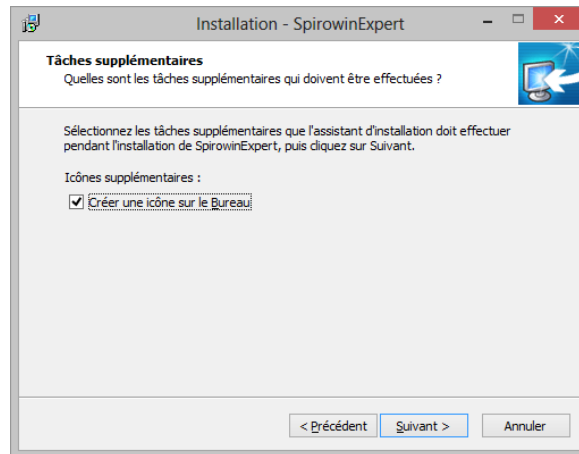 Installation - SpirowinExpert
Tâches supplémentaires
Quelles sont les tâches supplémentaires qui doivent être effectuées ?
Sélectionnez les tâches supplémentaires que l'assistant d'installation doit effectuer
pendant l'installation de SpirowinExpert, puis cliquez sur Suivant.
Icônes supplémentaires :
Créer une icône sur le Bureau
< Précédent Suivant > Annuler